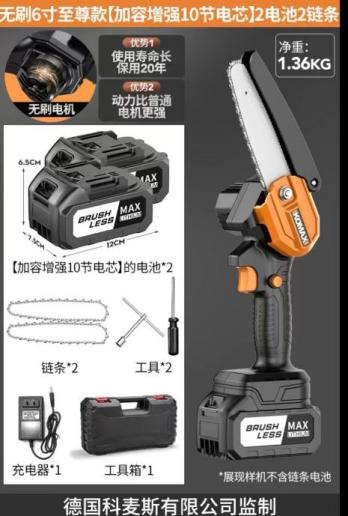 无刷6寸至尊款【加容增强10节电芯】2电池2链条
优势1
使用寿命长
保用20年
无刷电机
优势2
动力比普通
电机更强
净重：
1.36KG
6.5CM
7.5CM
12CM
BRUSH
LESS
MAX
LITHIUM
【加容增强10节电芯】的电池*2
KOMAX
链条*2
工具*2
充电器*1
工具箱*1
BRUSH
LESS
MAX
LITHIUM
*展现样机不含链条电池
德国科麦斯有限公司监制